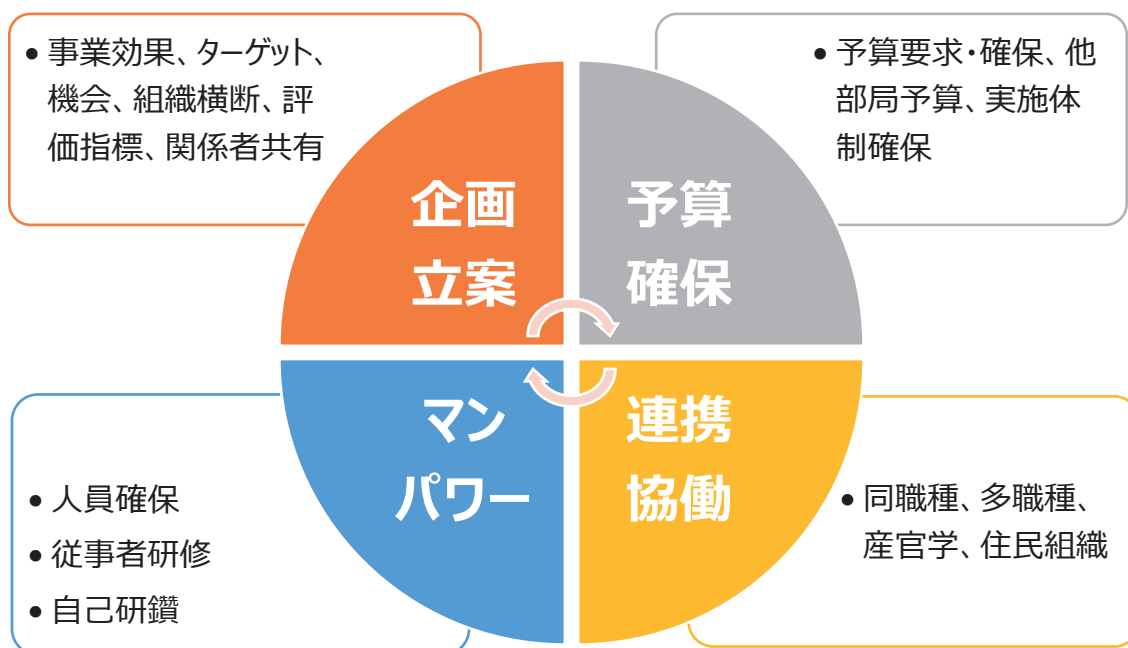 • 事業効果、ターゲット、
機会、組織横断、評
価指標、関係者共有
• 予算要求・確保、他
部局予算、実施体
制確保
企画
立案
予算
確保
マン
パワー
連携
協働
• 人員確保
• 従事者研修
• 自己研鑽
• 同職種、多職種、
産官学、住民組織